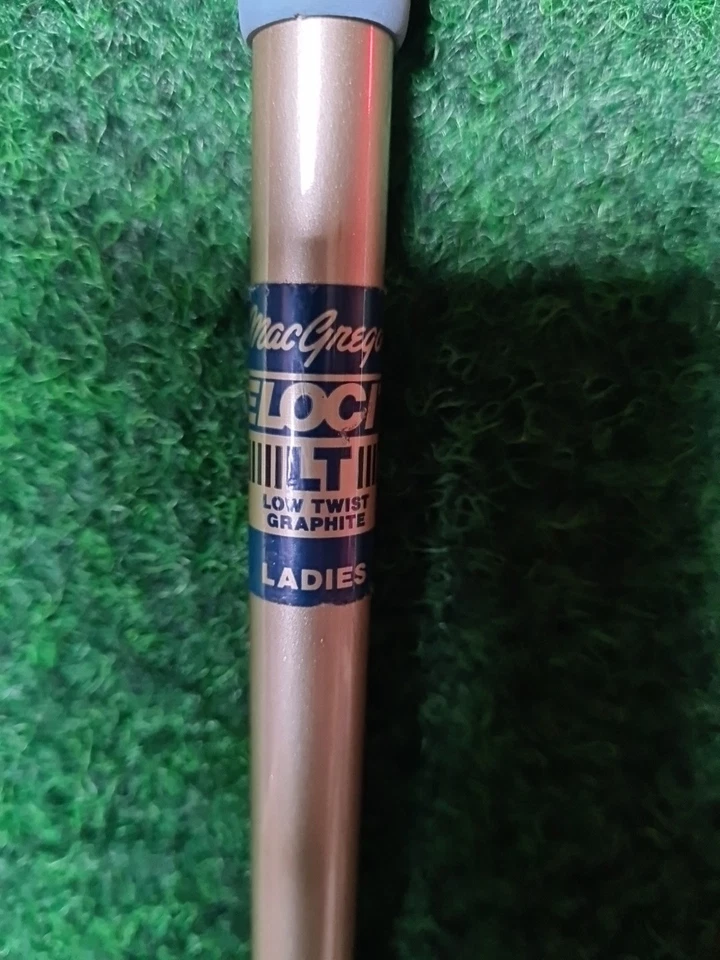 MacGrego
ELOCI
LT
LOW TWIST
GRAPHITE
LADIES